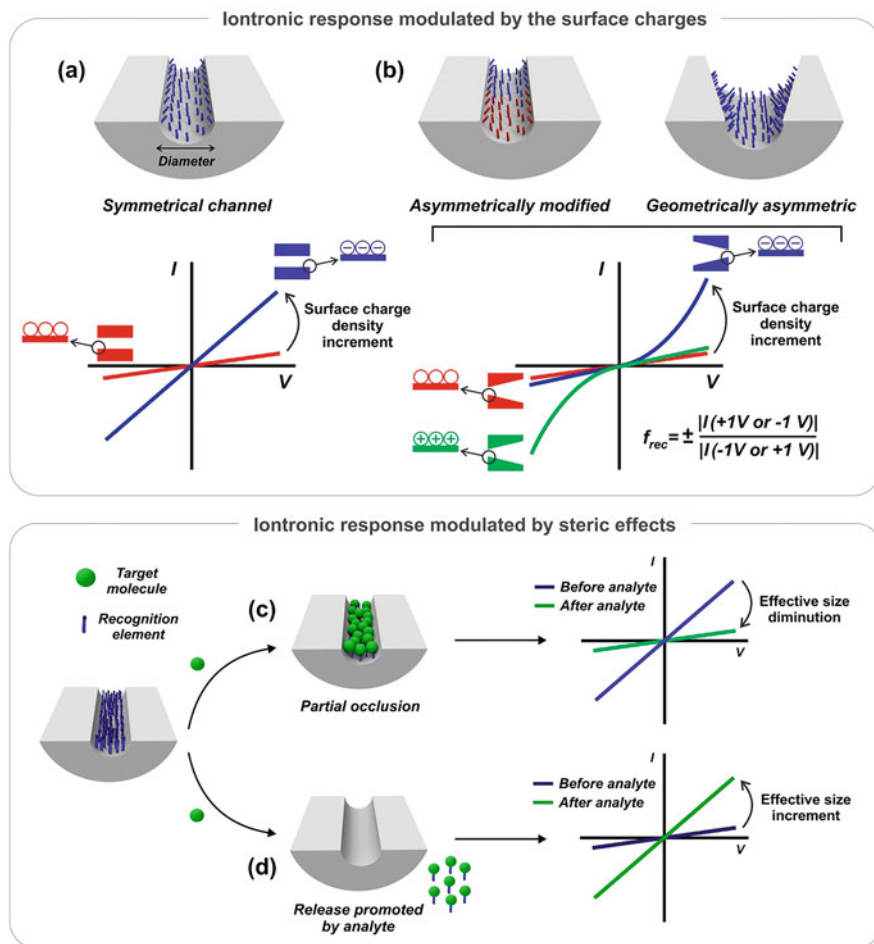 Iontronic response modulated by the surface charges
(a)
Diameter
Symmetrical channel
I
V
Surface charge
density
increment
(b)
Asymmetrically modified
Geometrically asymmetric
I
V
Surface charge
density
increment
f_rec = ± |I (+1V or -1 V)| / |I (-1V or +1 V)|
Iontronic response modulated by steric effects
Target
molecule
Recognition
element
(c)
Partial occlusion
Before analyte
After analyte
I
V
Effective size
diminution
(d)
Release promoted
by analyte
Before analyte
After analyte
I
V
Effective size
increment